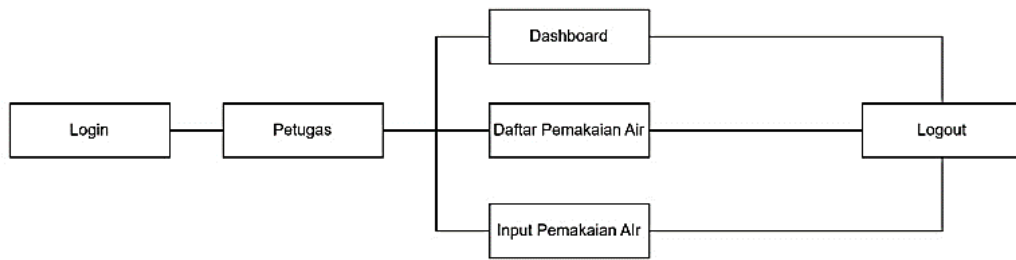 Dashboard
Login
Petugas
Daftar Pemakaian Air
Logout
Input Pemakaian AIr